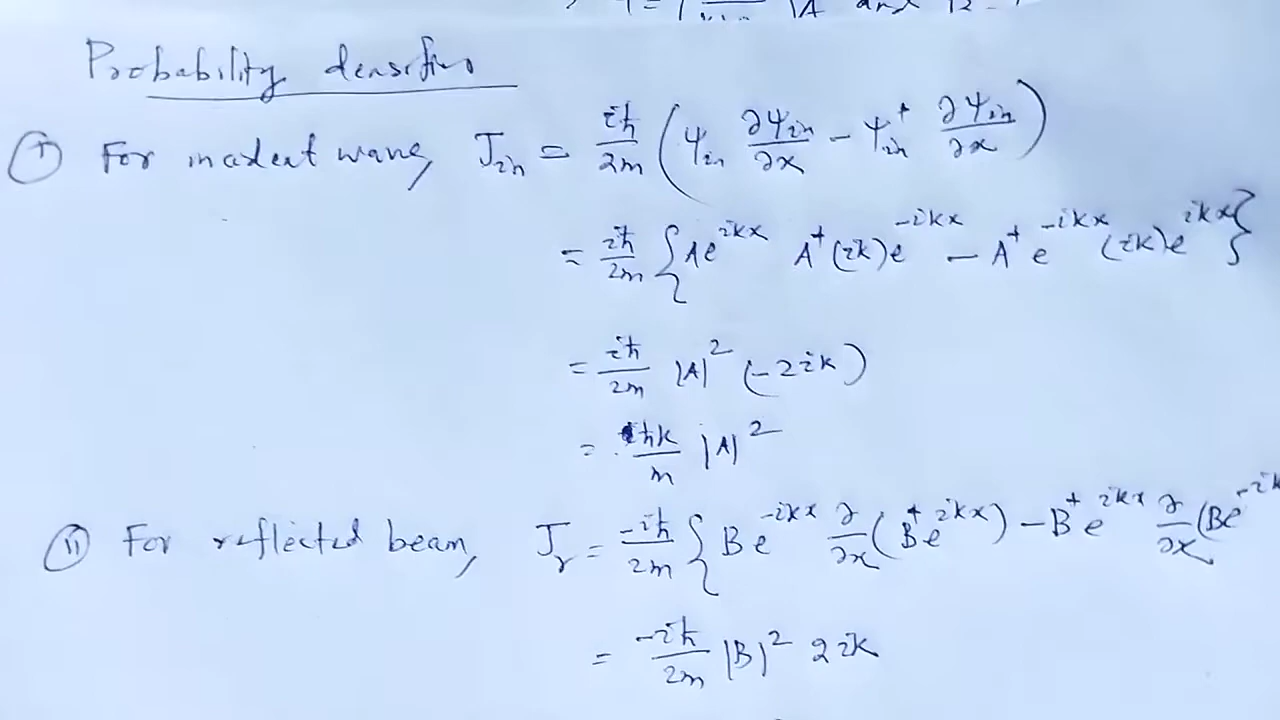 Probability densities
(i) For incident wave, J_in = iħ/2m (ψ_in ∂ψ_in/∂x − ψ_in^+ ∂ψ_in/∂x)
= iħ/2m {Ae^{ikx} A^+(ik)e^{-ikx} − A^+ e^{-ikx} (ik)e^{ikx}}
= iħ/2m |A|^2 (−2ik)
= ħk/m |A|^2
(ii) For reflected beam, J_r = −iħ/2m {Be^{-ikx} ∂/∂x (B^+ e^{ikx}) − B^+ e^{ikx} ∂/∂x (Be^{-ik
= −iħ/2m |B|^2 2ik